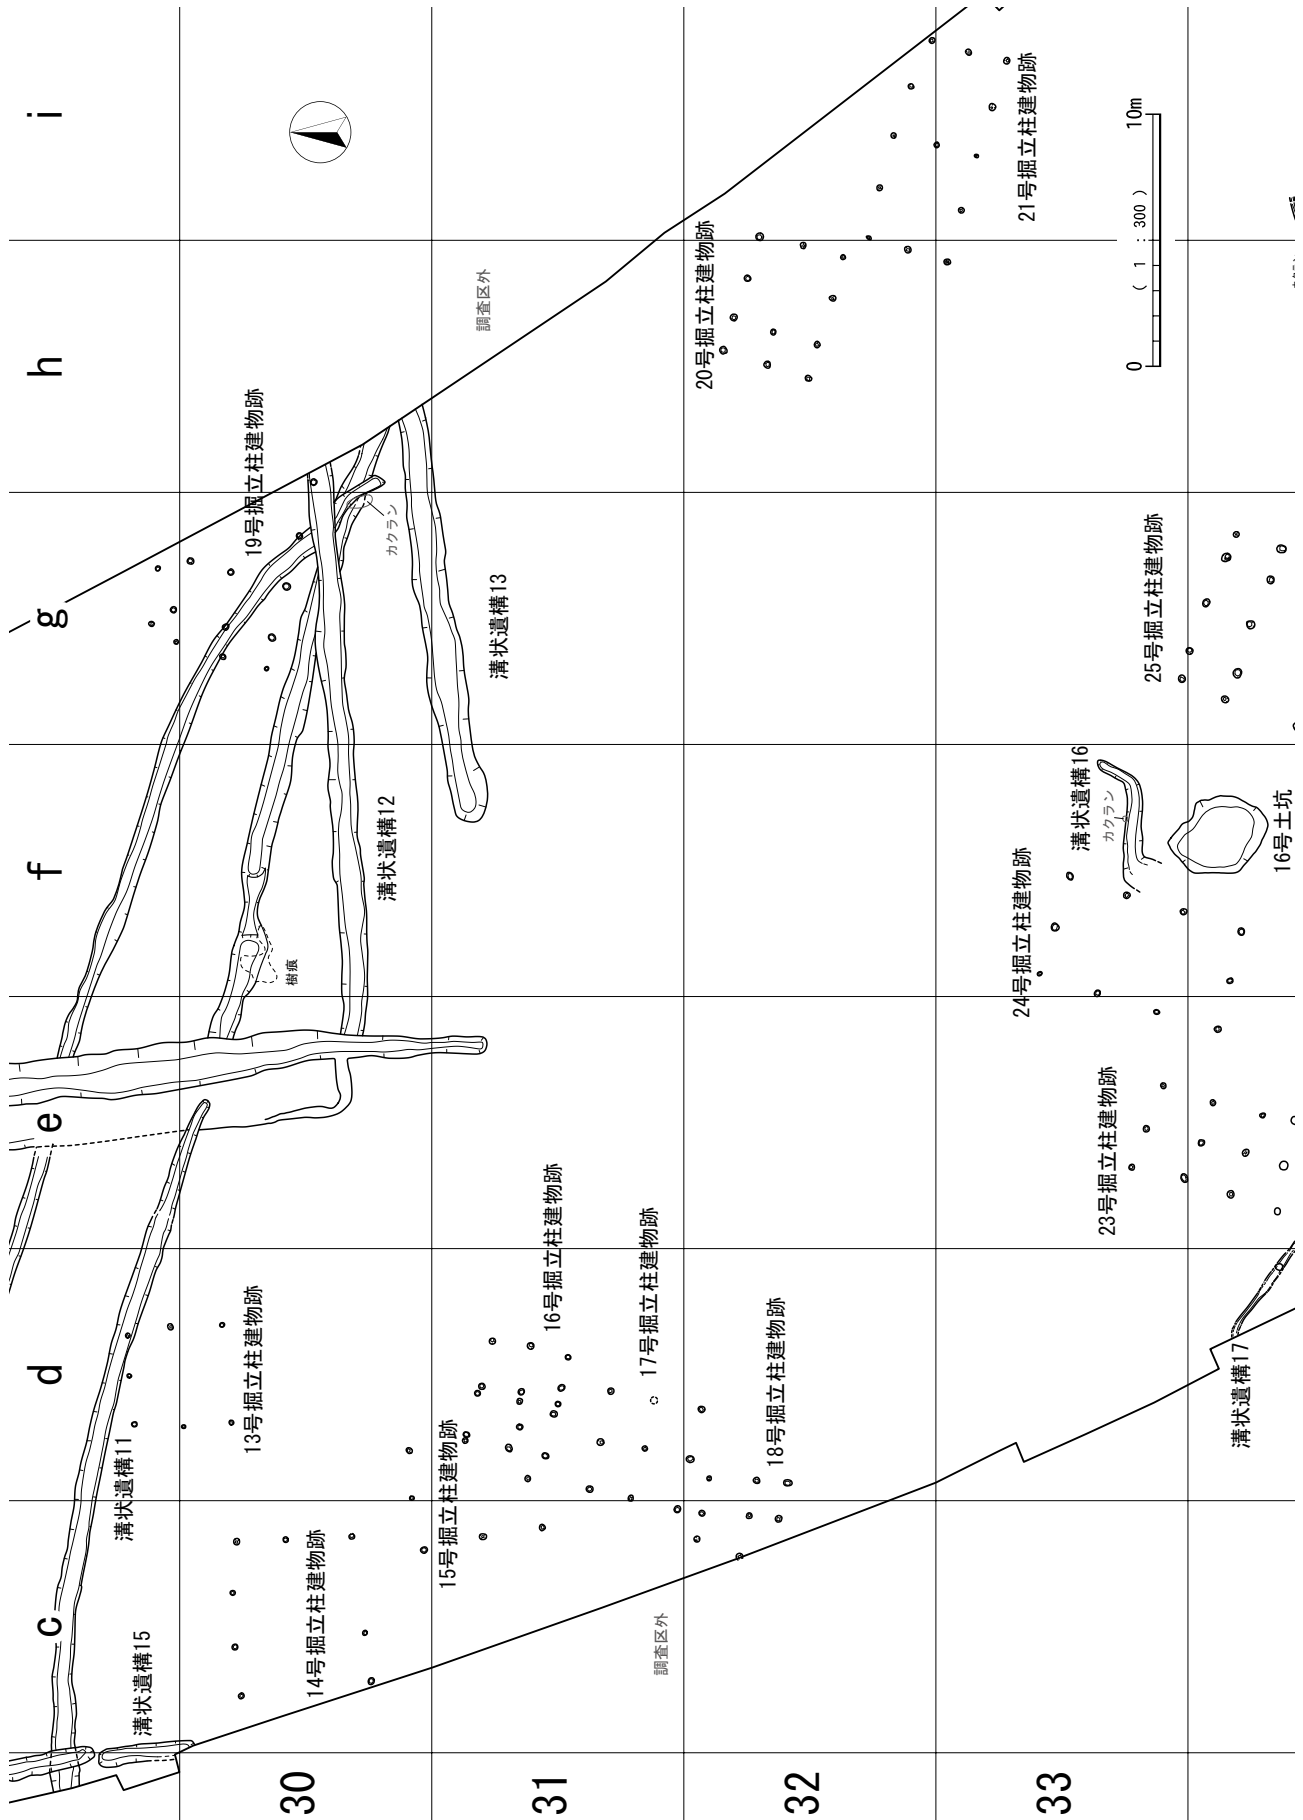 i
h
g
f
e
d
c
30
31
32
33
調査区外
19号掘立柱建物跡
カクラン
溝状遺構13
溝状遺構12
樹痕
20号掘立柱建物跡
21号掘立柱建物跡
0 ( 1 : 300 ) 10m
25号掘立柱建物跡
溝状遺構16
カクラン
16号土坑
24号掘立柱建物跡
23号掘立柱建物跡
溝状遺構11
13号掘立柱建物跡
16号掘立柱建物跡
17号掘立柱建物跡
18号掘立柱建物跡
15号掘立柱建物跡
14号掘立柱建物跡
溝状遺構15
溝状遺構17
調査区外